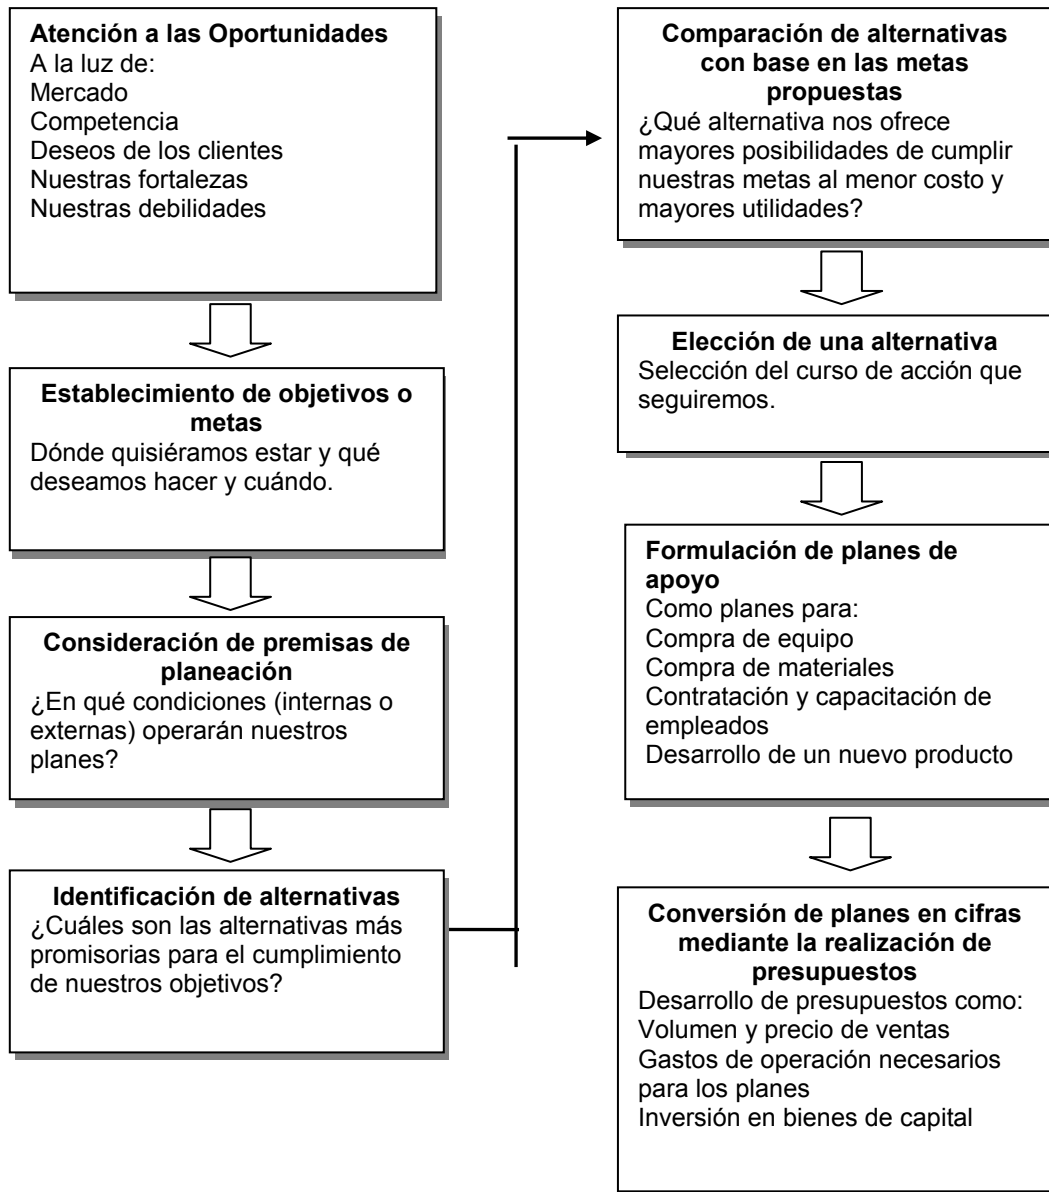 Atención a las Oportunidades
A la luz de:
Mercado
Competencia
Deseos de los clientes
Nuestras fortalezas
Nuestras debilidades
Establecimiento de objetivos o
metas
Dónde quisiéramos estar y qué
deseamos hacer y cuándo.
Consideración de premisas de
planeación
¿En qué condiciones (internas o
externas) operarán nuestros
planes?
Identificación de alternativas
¿Cuáles son las alternativas más
promisorias para el cumplimiento
de nuestros objetivos?
Comparación de alternativas
con base en las metas
propuestas
¿Qué alternativa nos ofrece
mayores posibilidades de cumplir
nuestras metas al menor costo y
mayores utilidades?
Elección de una alternativa
Selección del curso de acción que
seguiremos.
Formulación de planes de
apoyo
Como planes para:
Compra de equipo
Compra de materiales
Contratación y capacitación de
empleados
Desarrollo de un nuevo producto
Conversión de planes en cifras
mediante la realización de
presupuestos
Desarrollo de presupuestos como:
Volumen y precio de ventas
Gastos de operación necesarios
para los planes
Inversión en bienes de capital